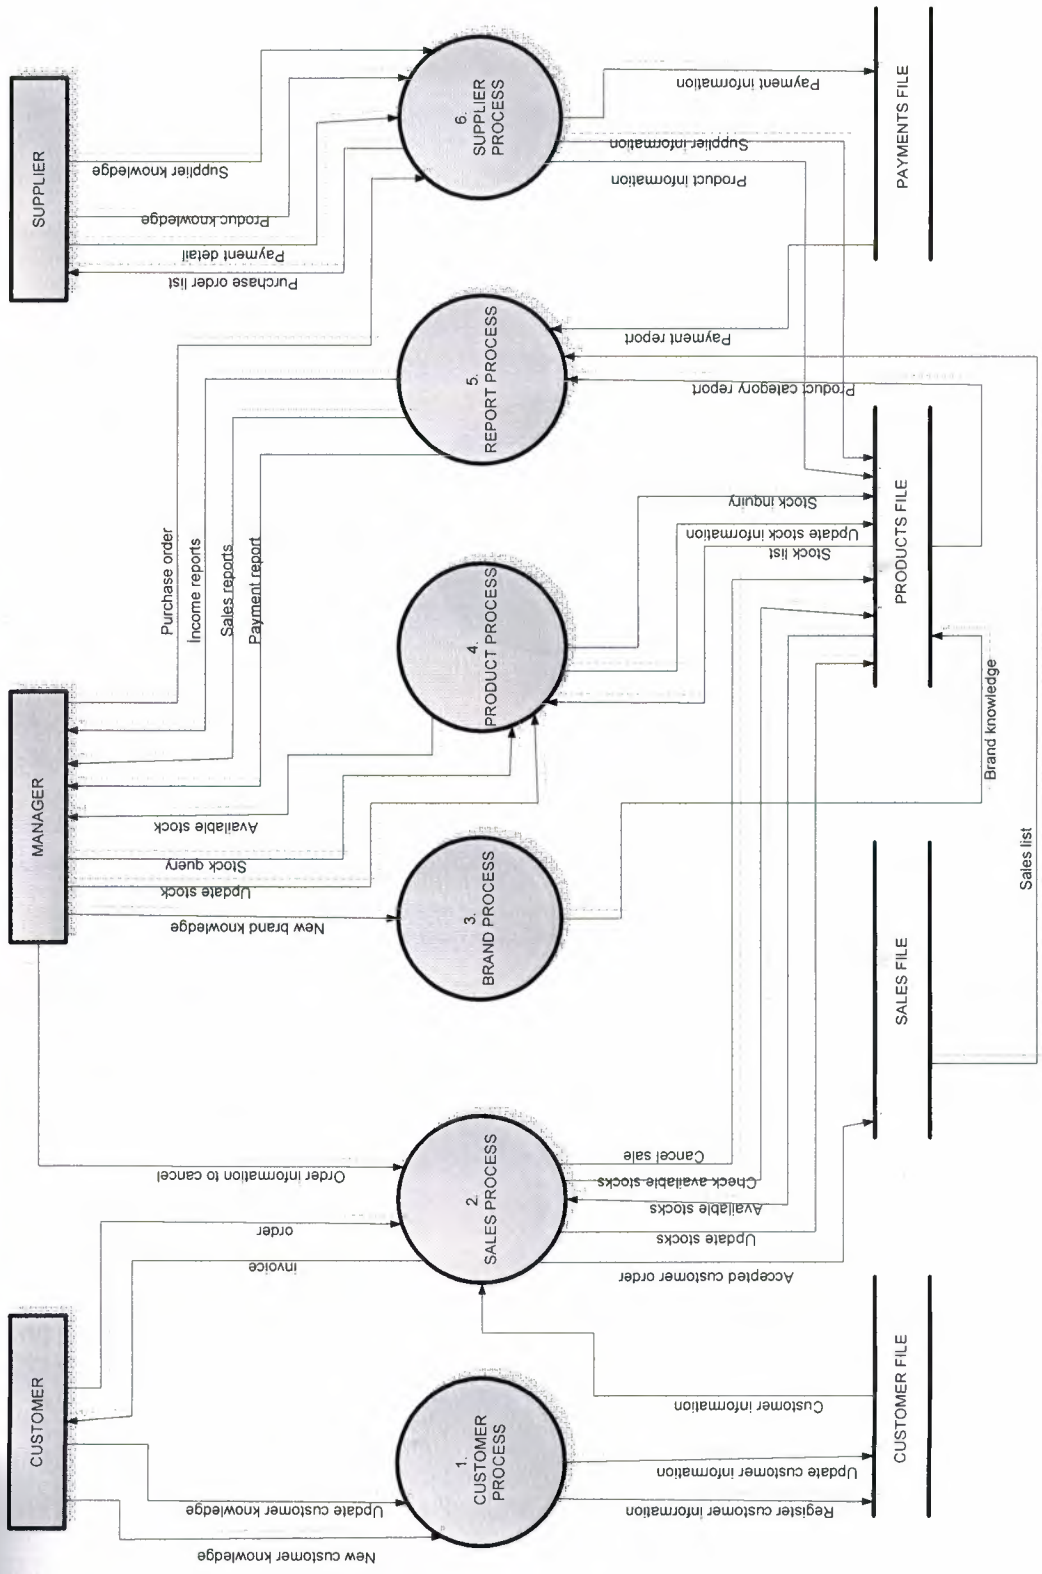 CUSTOMER
MANAGER
SUPPLIER
New customer knowledge
Update customer knowledge
invoice
order
Order information to cancel
New brand knowledge
Update stock
Stock query
Available stock
Purchase order
Income reports
Sales reports
Payment report
Purchase order list
Payment detail
Produc knowledge
Supplier knowledge
1.
CUSTOMER
PROCESS
2.
SALES PROCESS
3.
BRAND PROCESS
4.
PRODUCT PROCESS
5.
REPORT PROCESS
6.
SUPPLIER
PROCESS
Register customer information
Update customer information
Customer information
Accepted customer order
Update stocks
Available stocks
Check available stocks
Cancel sale
Stock list
Update stock information
Stock inquiry
Product category report
Payment report
Product information
Supplier information
Payment information
CUSTOMER FILE
SALES FILE
PRODUCTS FILE
PAYMENTS FILE
Brand knowledge
Sales list